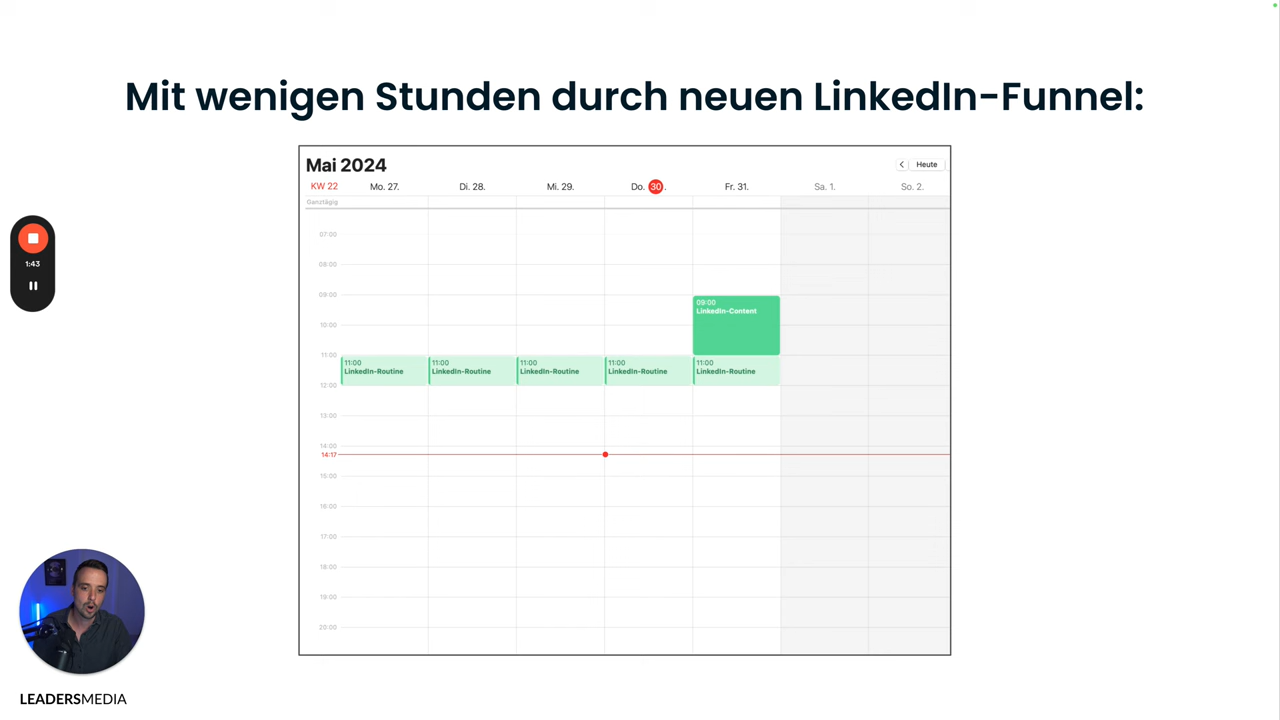 Mit wenigen Stunden durch neuen LinkedIn-Funnel:
Mai 2024
Heute
KW 22 Mo. 27. Di. 28. Mi. 29. Do. 30. Fr. 31. Sa. 1. So. 2.
Ganztägig
07:00
08:00
09:00
09:00
LinkedIn-Content
10:00
11:00
11:00 11:00 11:00 11:00 11:00
LinkedIn-Routine LinkedIn-Routine LinkedIn-Routine LinkedIn-Routine LinkedIn-Routine
12:00
13:00
14:00
14:17
15:00
16:00
17:00
18:00
19:00
20:00
1:43
LEADERSMEDIA